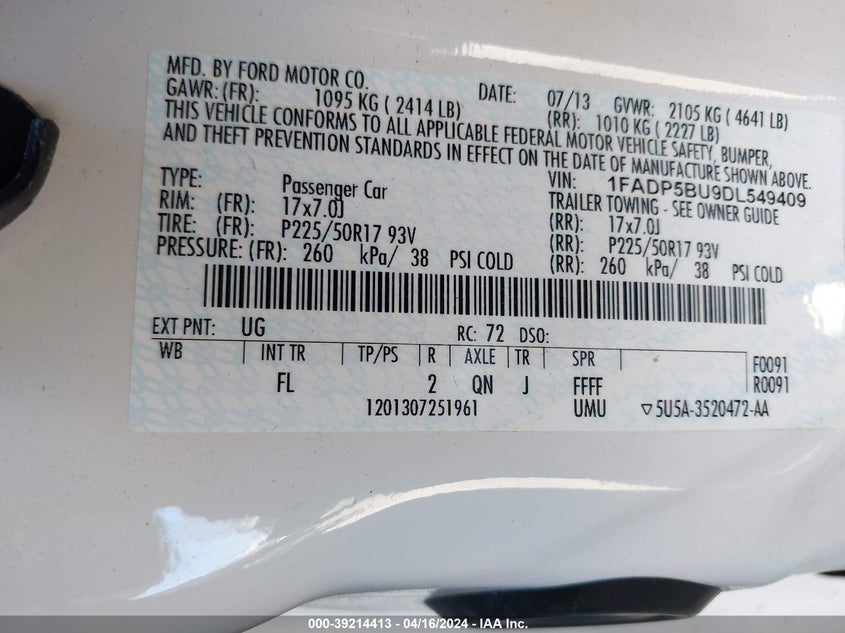 MFD. BY FORD MOTOR CO. DATE: 07/13 GVWR: 2105 KG ( 4641 LB)
GAWR: (FR): 1095 KG ( 2414 LB) (RR): 1010 KG ( 2227 LB)
THIS VEHICLE CONFORMS TO ALL APPLICABLE FEDERAL MOTOR VEHICLE SAFETY, BUMPER,
AND THEFT PREVENTION STANDARDS IN EFFECT ON THE DATE OF MANUFACTURE SHOWN ABOVE.
VIN: 1FADP5BU9DL549409
TYPE: Passenger Car TRAILER TOWING - SEE OWNER GUIDE
RIM: (FR): 17x7.0J (RR): 17x7.0J
TIRE: (FR): P225/50R17 93V (RR): P225/50R17 93V
PRESSURE: (FR): 260 kPa/ 38 PSI COLD (RR): 260 kPa/ 38 PSI COLD
EXT PNT: UG RC: 72 DSO:
WB INT TR TP/PS R AXLE TR SPR F0091
FL 2 QN J FFFF R0091
1201307251961 UMU ▽5U5A-3520472-AA
000-39214413 - 04/16/2024 - IAA Inc.